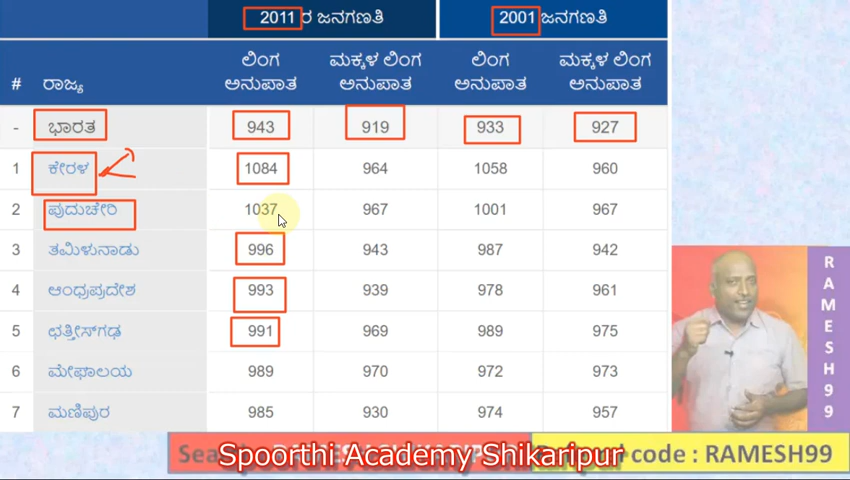 2011 ರ ಜನಗಣತಿ 2001 ಜನಗಣತಿ
# ರಾಜ್ಯ ಲಿಂಗ ಅನುಪಾತ ಮಕ್ಕಳ ಲಿಂಗ ಅನುಪಾತ ಲಿಂಗ ಅನುಪಾತ ಮಕ್ಕಳ ಲಿಂಗ ಅನುಪಾತ
- ಭಾರತ 943 919 933 927
1 ಕೇರಳ 1084 964 1058 960
2 ಪುದುಚೇರಿ 1037 967 1001 967
3 ತಮಿಳುನಾಡು 996 943 987 942
4 ಆಂಧ್ರಪ್ರದೇಶ 993 939 978 961
5 ಛತ್ತೀಸ್‌ಗಢ 991 969 989 975
6 ಮೇಘಾಲಯ 989 970 972 973
7 ಮಣಿಪುರ 985 930 974 957
RAMESH99
Spoorthi Academy Shikaripur
code : RAMESH99